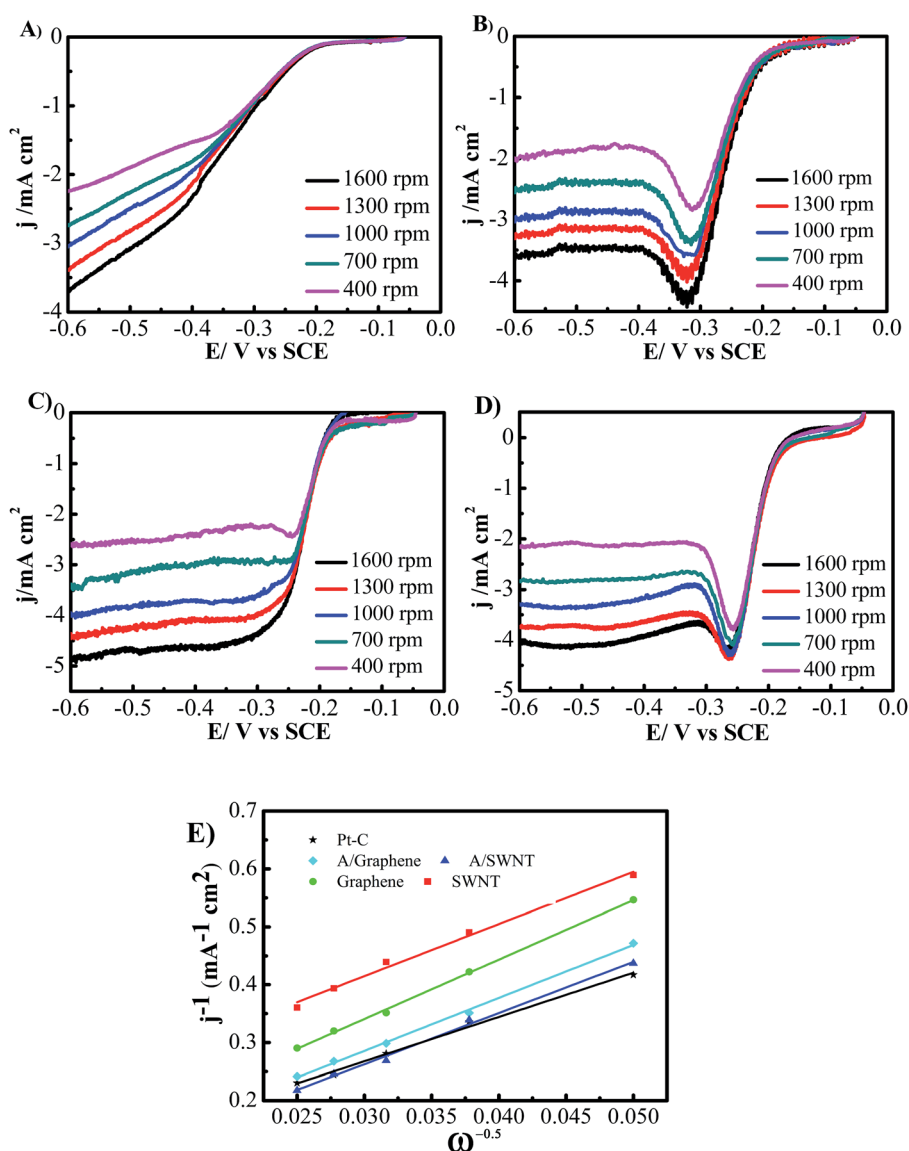 A)
0
-1
-2
-3
-4
j /mA cm²
1600 rpm
1300 rpm
1000 rpm
700 rpm
400 rpm
-0.6 -0.5 -0.4 -0.3 -0.2 -0.1 0.0
E/ V vs SCE
B)
0
-1
-2
-3
-4
j /mA cm²
1600 rpm
1300 rpm
1000 rpm
700 rpm
400 rpm
-0.6 -0.5 -0.4 -0.3 -0.2 -0.1 0.0
E/ V vs SCE
C)
0
-1
-2
-3
-4
-5
j/mA cm²
1600 rpm
1300 rpm
1000 rpm
700 rpm
400 rpm
-0.6 -0.5 -0.4 -0.3 -0.2 -0.1 0.0
E/ V vs SCE
D)
0
-1
-2
-3
-4
-5
j /mA cm²
1600 rpm
1300 rpm
1000 rpm
700 rpm
400 rpm
-0.6 -0.5 -0.4 -0.3 -0.2 -0.1 0.0
E/ V vs SCE
E)
0.7
0.6
0.5
0.4
0.3
0.2
j⁻¹ (mA⁻¹ cm²)
Pt-C
A/Graphene A/SWNT
Graphene SWNT
0.025 0.030 0.035 0.040 0.045 0.050
ω⁻⁰·⁵